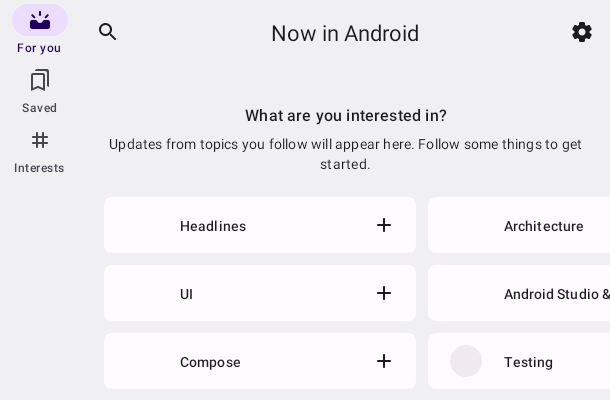 For you
Saved
Interests
Now in Android
What are you interested in?
Updates from topics you follow will appear here. Follow some things to get
started.
Headlines
Architecture
UI
Android Studio &
Compose
Testing